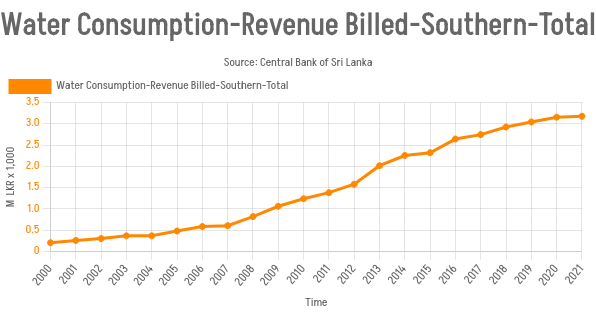 Water Consumption-Revenue Billed-Southern-Total
Source: Central Bank of Sri Lanka
Water Consumption-Revenue Billed-Southern-Total
3.5
3.0
2.5
2.0
1.5
1.0
0.5
0
M LKR x 1,000
2000 2001 2002 2003 2004 2005 2006 2007 2008 2009 2010 2011 2012 2013 2014 2015 2016 2017 2018 2019 2020 2021
Time